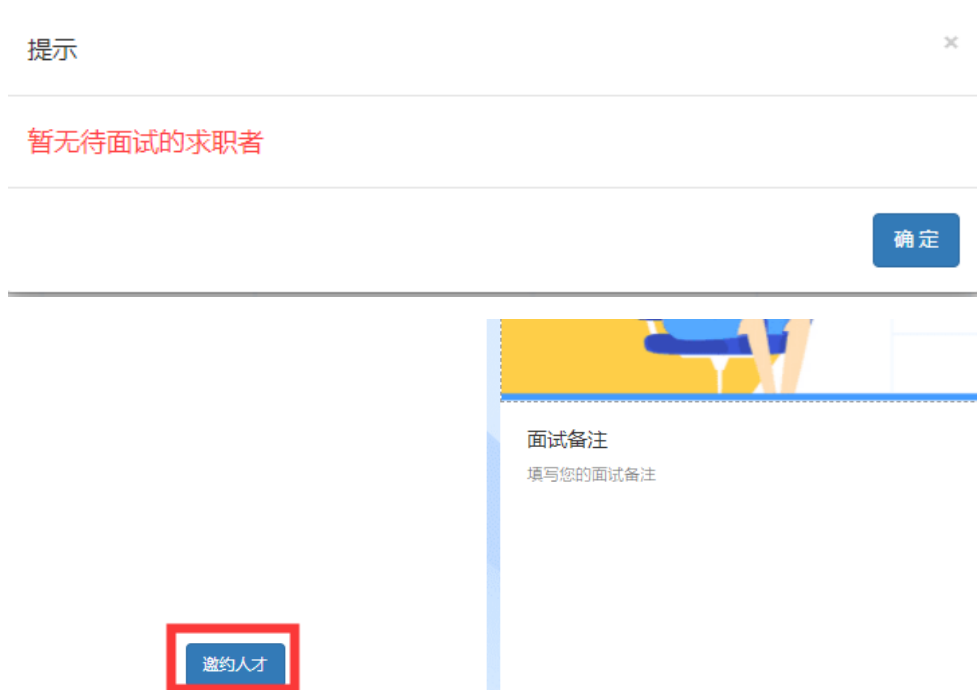 提示
×
暂无待面试的求职者
确定
面试备注
填写您的面试备注
邀约人才